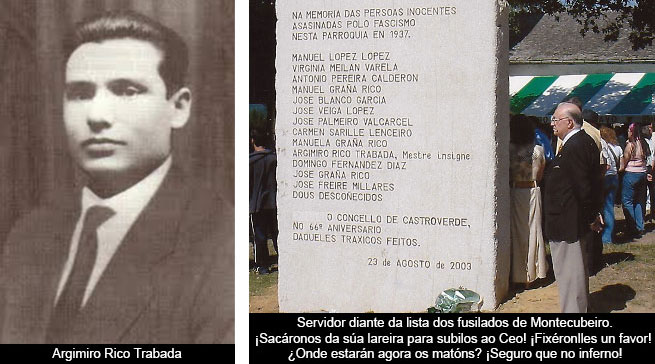 Argimiro Rico Trabada
NA MEMORIA DAS PERSOAS INOCENTES
ASASINADAS POLO FASCISMO
NESTA PARROQUIA EN 1937.
MANUEL LOPEZ LOPEZ
VIRGINIA MEILAN VARELA
ANTONIO PEREIRA CALDERON
MANUEL GRAÑA RICO
JOSE BLANCO GARCIA
JOSE VEIGA LOPEZ
JOSE PALMEIRO VALCARCEL
CARMEN SARILLE LENCEIRO
MANUELA GRAÑA RICO
ARGIMIRO RICO TRABADA, Mestre insigne
DOMINGO FERNANDEZ DIAZ
JOSE GRAÑA RICO
JOSE FREIRE MILLARES
DOUS DESCOÑECIDOS
O CONCELLO DE CASTROVERDE,
NO 66º ANIVERSARIO
DAQUELES TRAXICOS FEITOS.
23 de AGOSTO de 2003
Servidor diante da lista dos fusilados de Montecubeiro.
¡Sacáronos da súa lareira para subilos ao Ceo! ¡Fixéronlles un favor!
¿Onde estarán agora os matóns? ¡Seguro que no inferno!